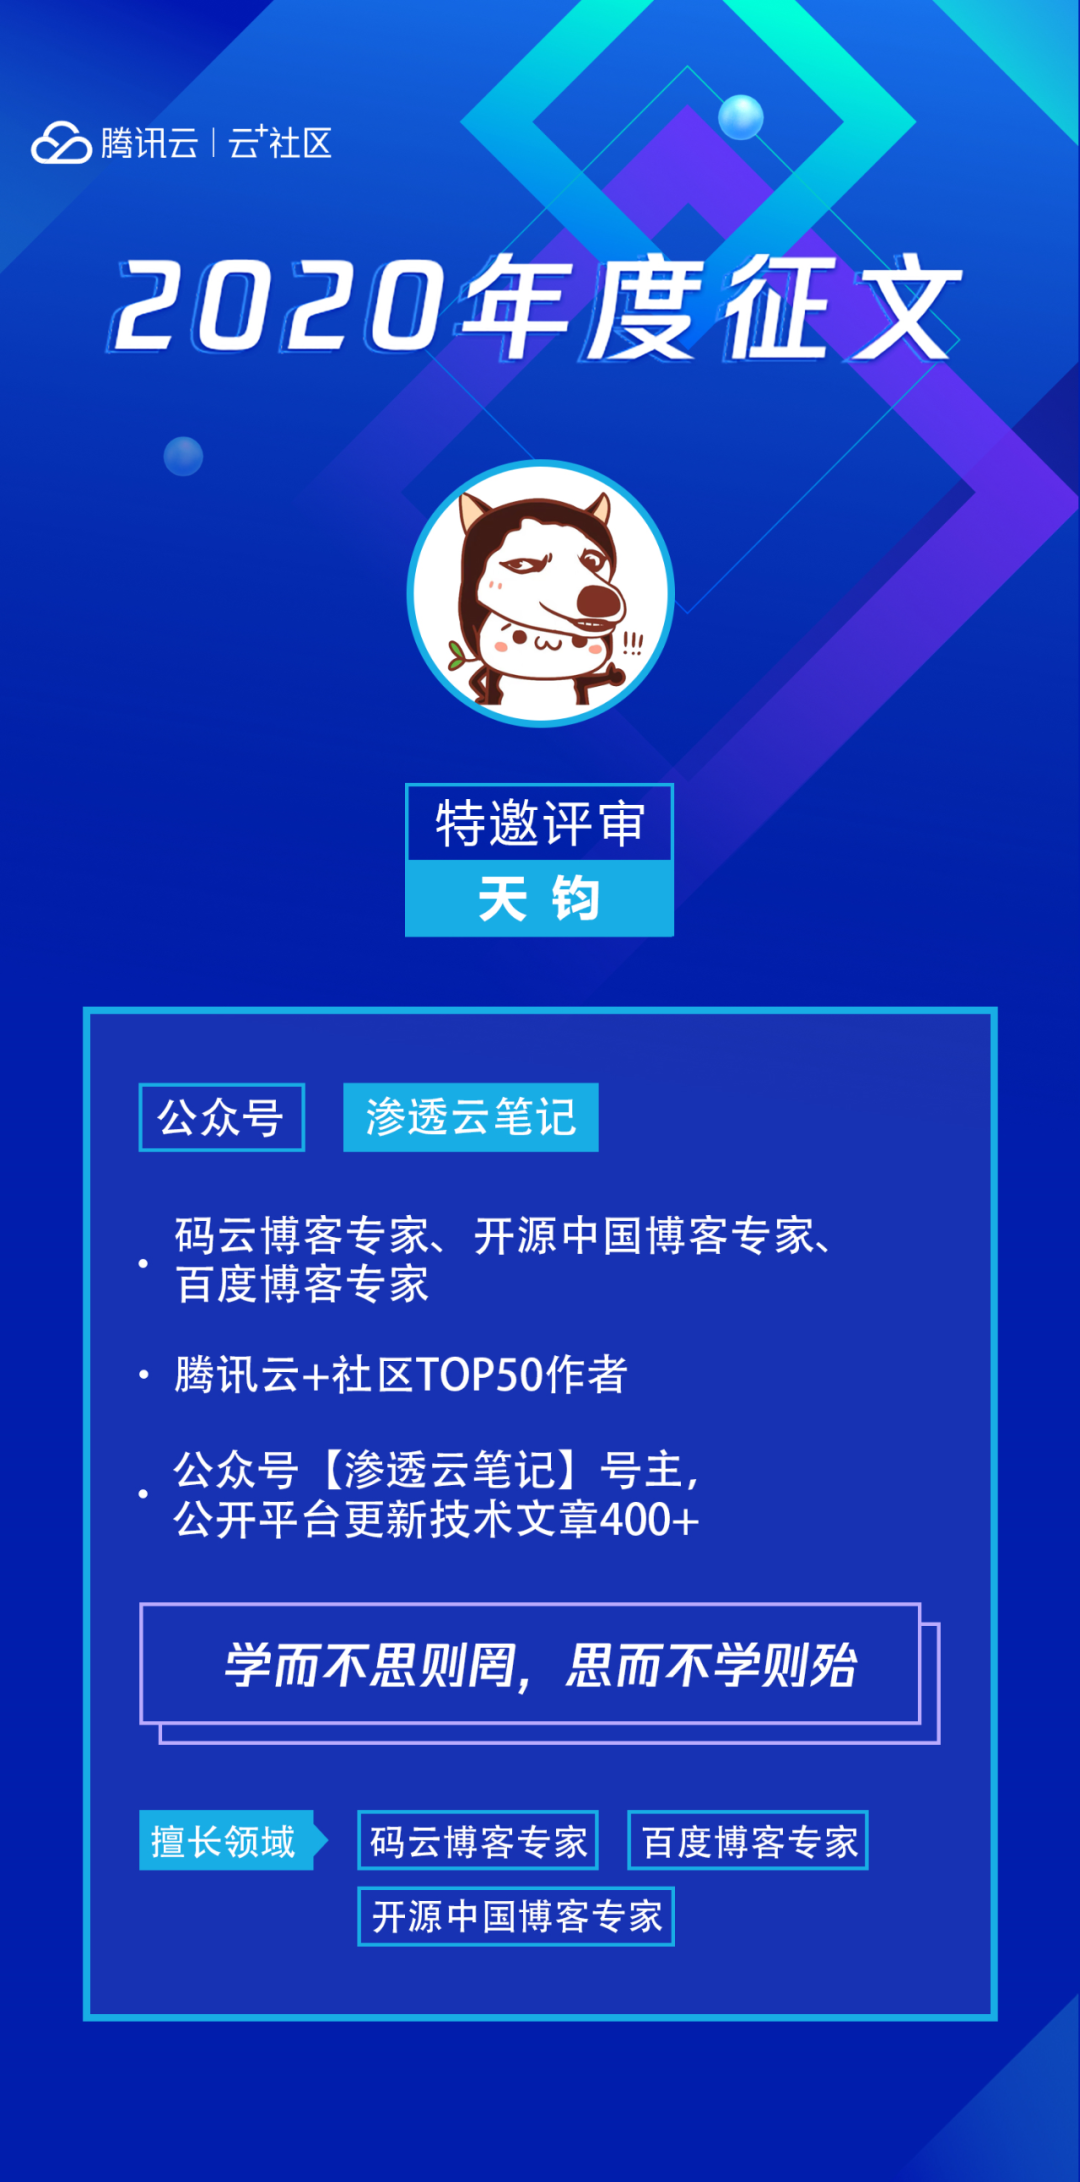 腾讯云 | 云+社区
2020年度征文
!!!
特邀评审
天 钧
公众号 渗透云笔记
· 码云博客专家、开源中国博客专家、
百度博客专家
· 腾讯云+社区TOP50作者
· 公众号【渗透云笔记】号主,
公开平台更新技术文章400+
学而不思则罔，思而不学则殆
擅长领域 码云博客专家 百度博客专家
开源中国博客专家